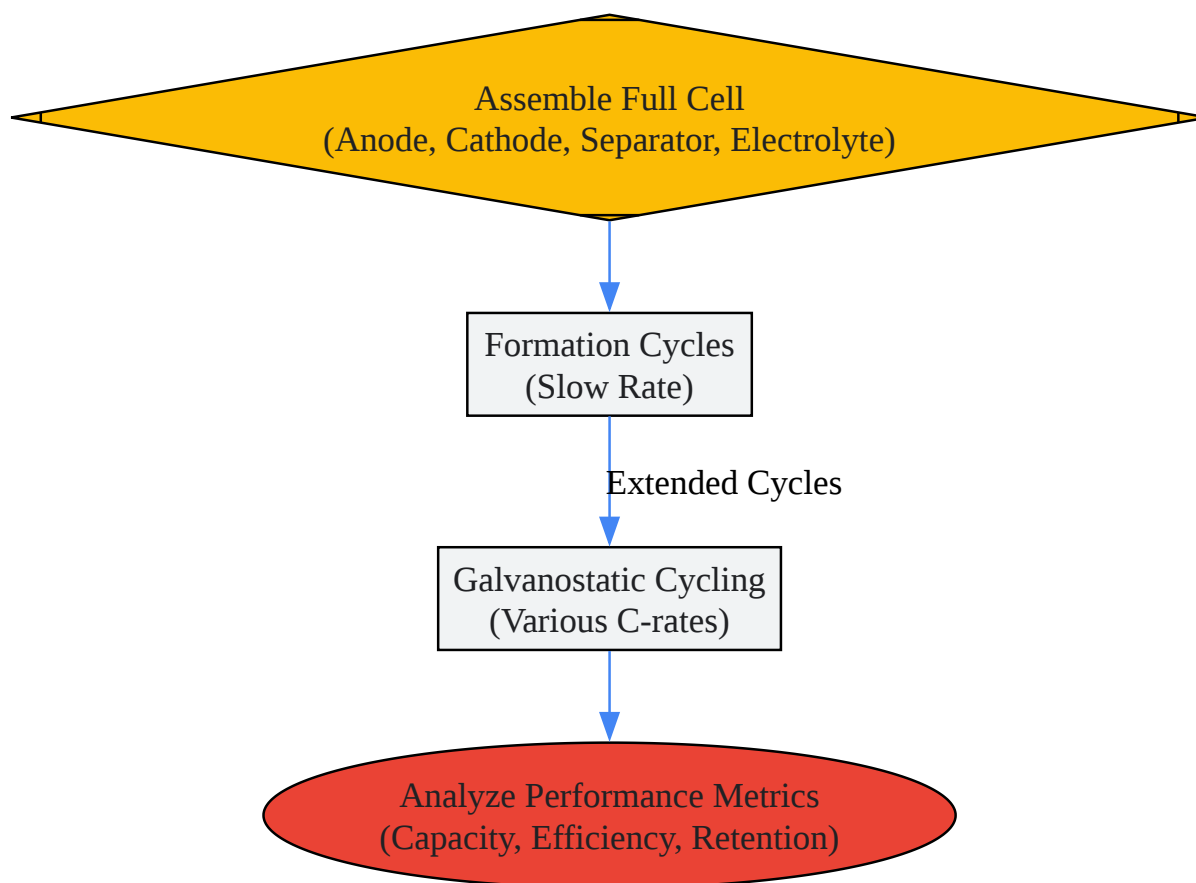 Assemble Full Cell
(Anode, Cathode, Separator, Electrolyte)
Formation Cycles
(Slow Rate)
Extended Cycles
Galvanostatic Cycling
(Various C-rates)
Analyze Performance Metrics
(Capacity, Efficiency, Retention)